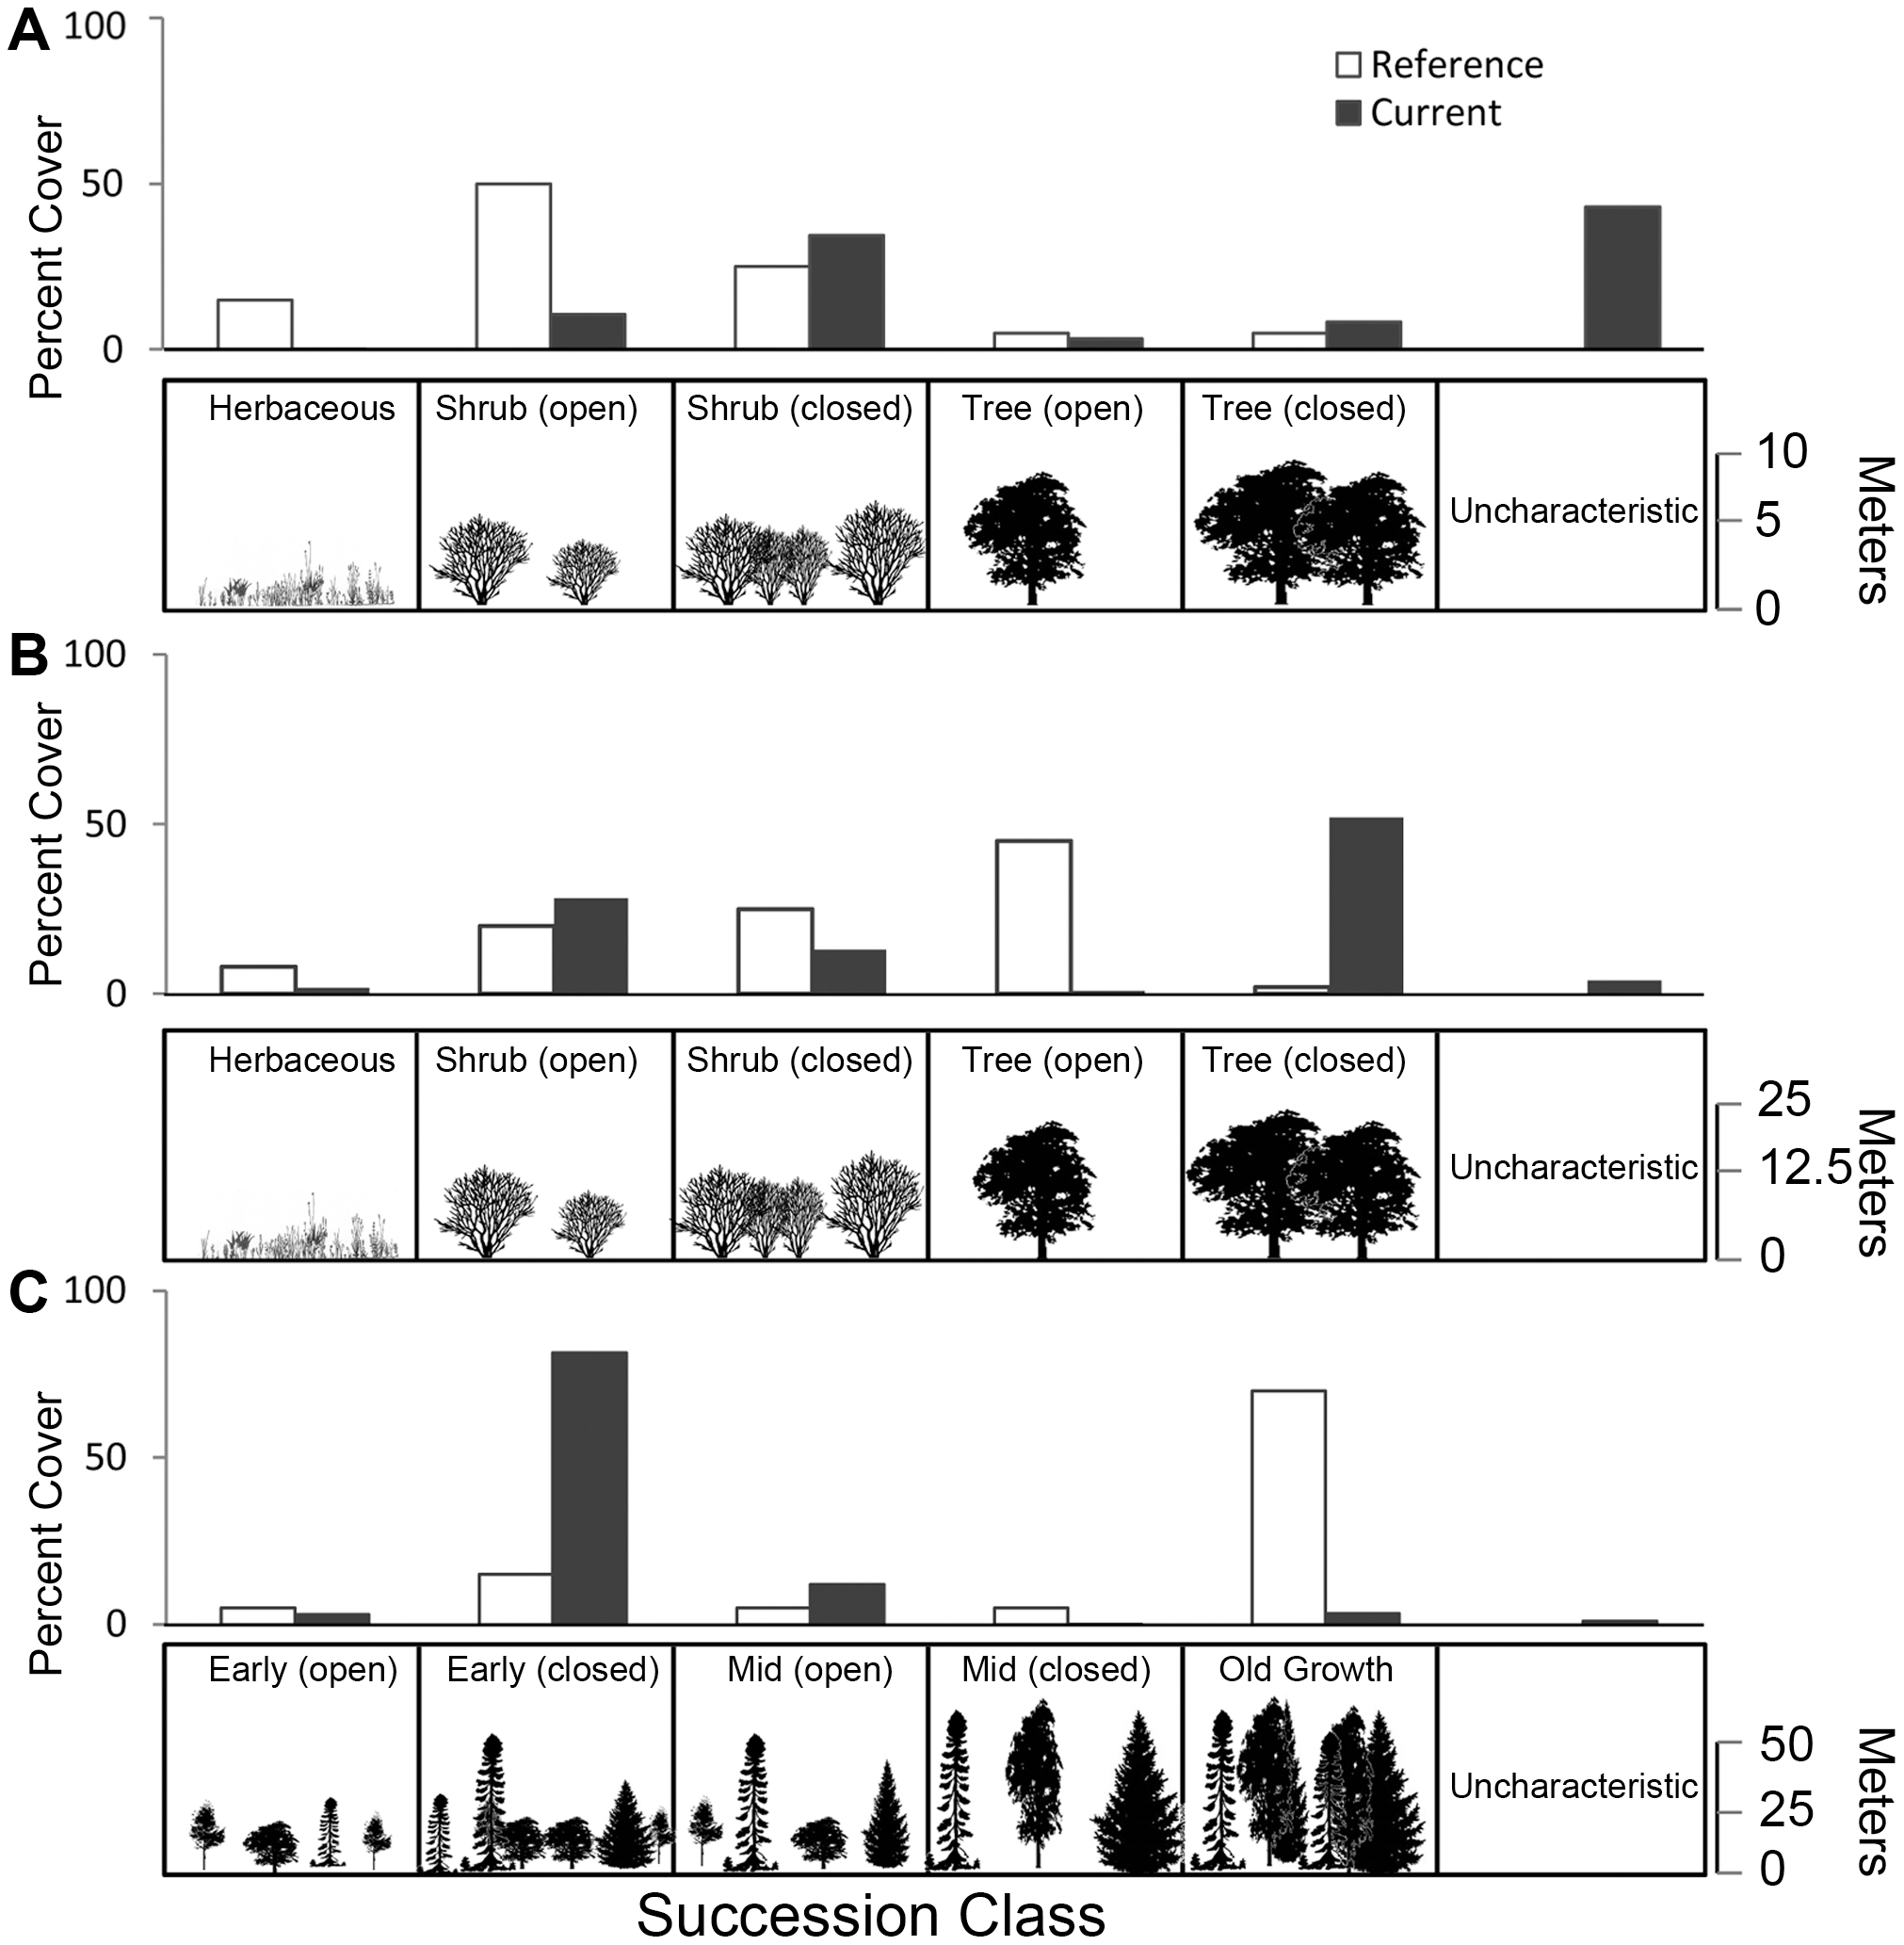 A
100
50
0
Percent Cover
Reference
Current
Herbaceous
Shrub (open)
Shrub (closed)
Tree (open)
Tree (closed)
Uncharacteristic
10
5
0
Meters
B
100
50
0
Percent Cover
Herbaceous
Shrub (open)
Shrub (closed)
Tree (open)
Tree (closed)
Uncharacteristic
25
12.5
0
Meters
C
100
50
0
Percent Cover
Early (open)
Early (closed)
Mid (open)
Mid (closed)
Old Growth
Uncharacteristic
50
25
0
Meters
Succession Class